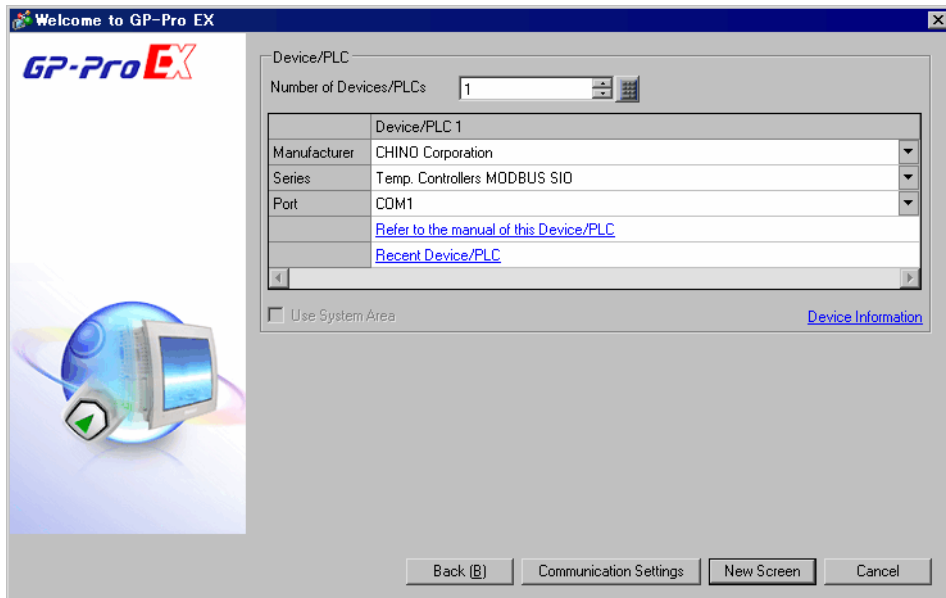 Welcome to GP-Pro EX
GP-Pro EX
Device/PLC
Number of Devices/PLCs 1
Device/PLC 1
Manufacturer CHINO Corporation
Series Temp. Controllers MODBUS SIO
Port COM1
Refer to the manual of this Device/PLC
Recent Device/PLC
Use System Area Device Information
Back (B) Communication Settings New Screen Cancel